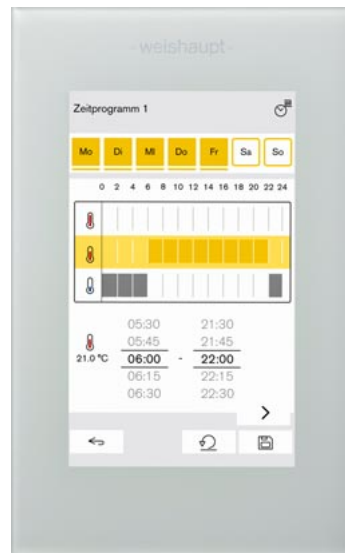 -weishaupt-
Zeitprogramm 1
Mo Di Mi Do Fr Sa So
0 2 4 6 8 10 12 14 16 18 20 22 24
05:30 21:30
05:45 21:45
21.0 °C 06:00 - 22:00
06:15 22:15
06:30 22:30